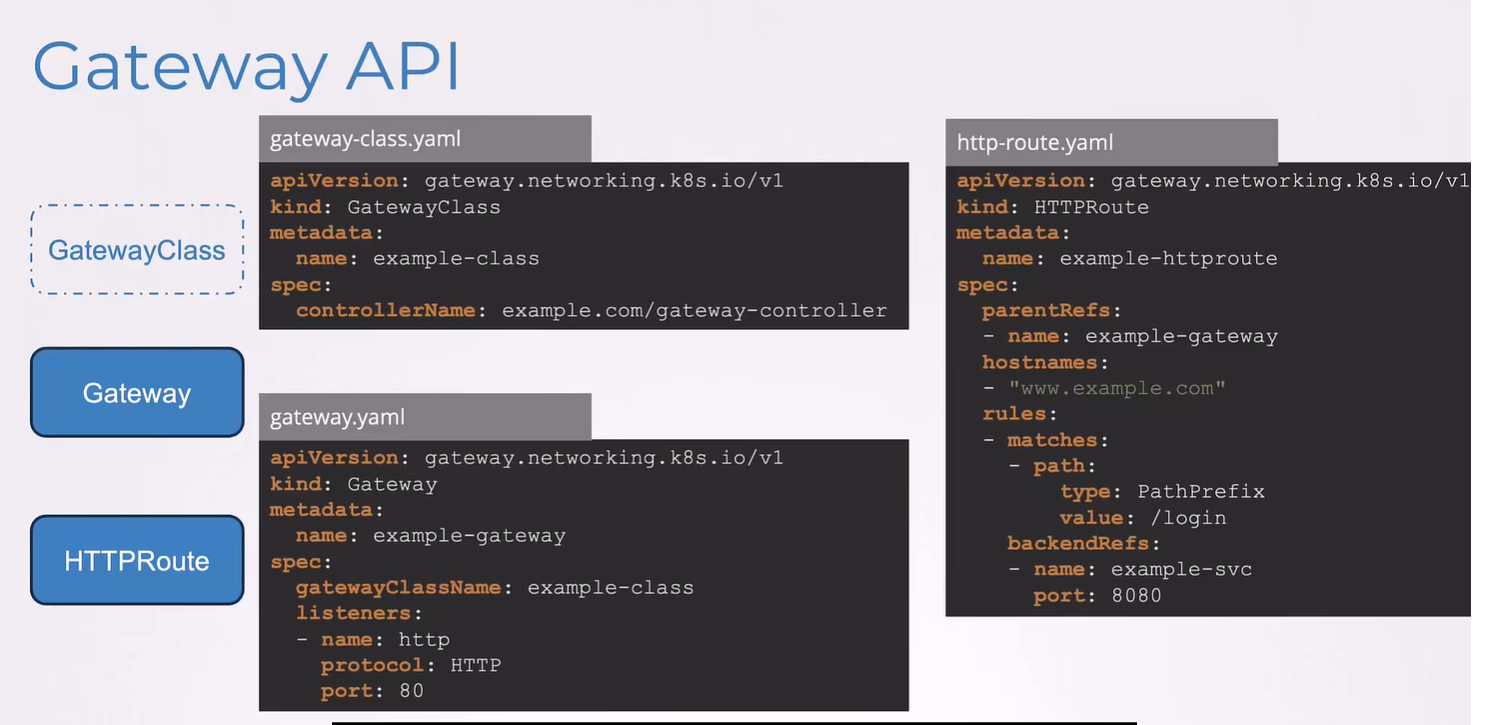 Gateway API
GatewayClass
Gateway
HTTPRoute
gateway-class.yaml
apiVersion: gateway.networking.k8s.io/v1
kind: GatewayClass
metadata:
  name: example-class
spec:
  controllerName: example.com/gateway-controller
gateway.yaml
apiVersion: gateway.networking.k8s.io/v1
kind: Gateway
metadata:
  name: example-gateway
spec:
  gatewayClassName: example-class
  listeners:
  - name: http
    protocol: HTTP
    port: 80
http-route.yaml
apiVersion: gateway.networking.k8s.io/v1
kind: HTTPRoute
metadata:
  name: example-httproute
spec:
  parentRefs:
  - name: example-gateway
  hostnames:
  - "www.example.com"
  rules:
  - matches:
    - path:
        type: PathPrefix
        value: /login
    backendRefs:
    - name: example-svc
      port: 8080